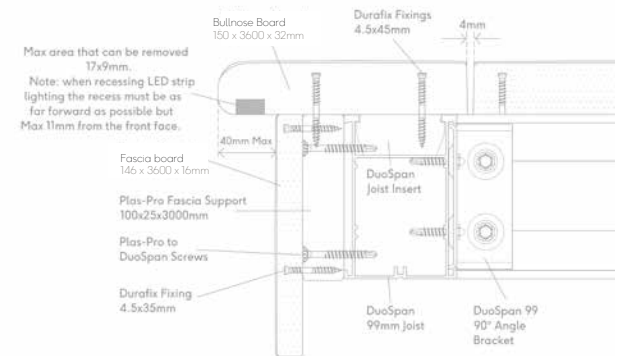 Bullnose Board
150 x 3600 x 32mm
Durafix Fixings
4.5x45mm
4mm
Max area that can be removed
17x9mm.
Note: when recessing LED strip
lighting the recess must be as
far forward as possible but
Max 11mm from the front face.
40mm Max
Fascia board
146 x 3600 x 16mm
Plas-Pro Fascia Support
100x25x3000mm
Plas-Pro to
DuoSpan Screws
Durafix Fixing
4.5x35mm
DuoSpan
Joist Insert
DuoSpan
99mm Joist
DuoSpan 99
90° Angle
Bracket